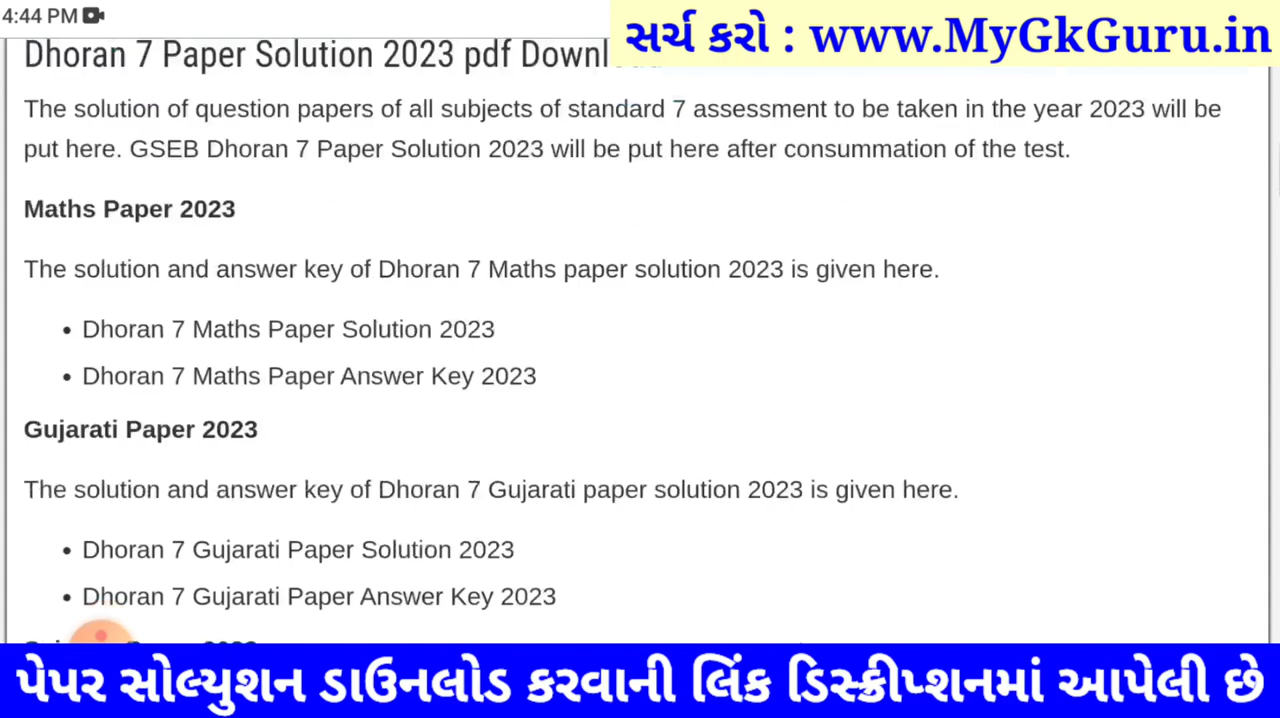 4:44 PM
સર્ચ કરો : www.MyGkGuru.in
Dhoran 7 Paper Solution 2023 pdf
The solution of question papers of all subjects of standard 7 assessment to be taken in the year 2023 will be
put here. GSEB Dhoran 7 Paper Solution 2023 will be put here after consummation of the test.
Maths Paper 2023
The solution and answer key of Dhoran 7 Maths paper solution 2023 is given here.
• Dhoran 7 Maths Paper Solution 2023
• Dhoran 7 Maths Paper Answer Key 2023
Gujarati Paper 2023
The solution and answer key of Dhoran 7 Gujarati paper solution 2023 is given here.
• Dhoran 7 Gujarati Paper Solution 2023
• Dhoran 7 Gujarati Paper Answer Key 2023
પેપર સોલ્યુશન ડાઉનલોડ કરવાની લિંક ડિસ્ક્રીપ્શનમાં આપેલી છે